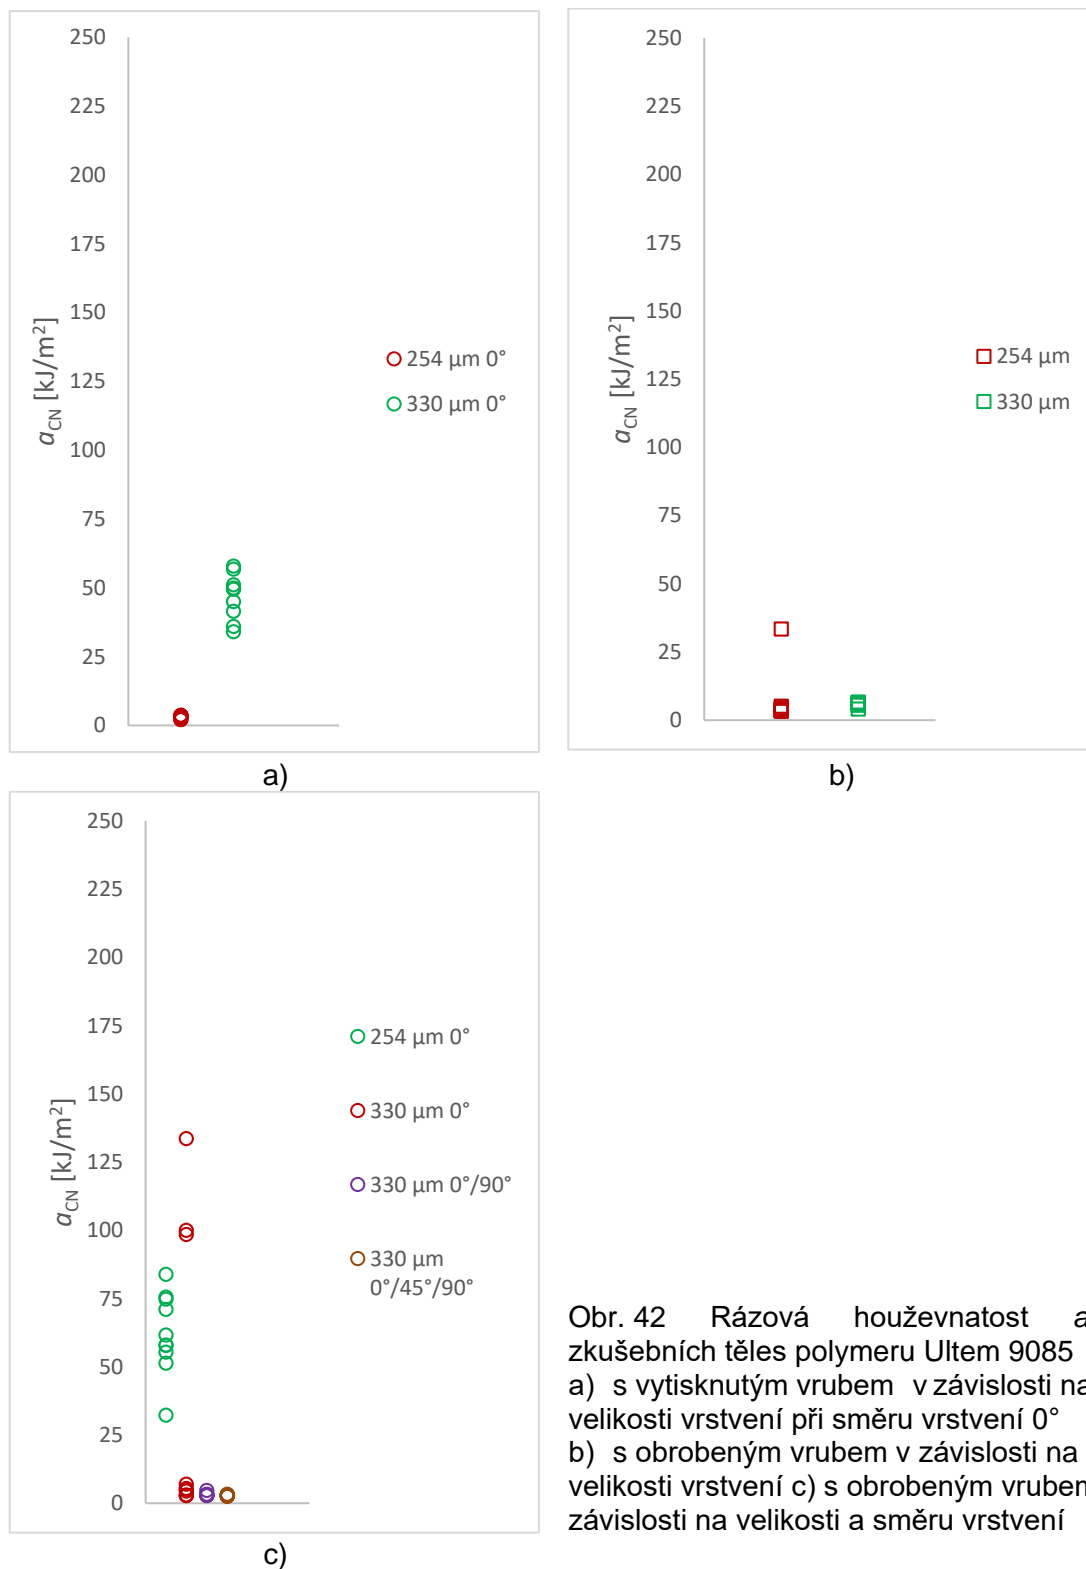 250
225
200
175
150
125
100
75
50
25
0
aCN [kJ/m²]
254 µm 0°
330 µm 0°
a)
250
225
200
175
150
125
100
75
50
25
0
aCN [kJ/m²]
254 µm
330 µm
b)
250
225
200
175
150
125
100
75
50
25
0
aCN [kJ/m²]
254 µm 0°
330 µm 0°
330 µm 0°/90°
330 µm
0°/45°/90°
c)
Obr. 42 Rázová houževnatost a
zkušebních těles polymeru Ultem 9085
a) s vytisknutým vrubem v závislosti na
velikosti vrstvení při směru vrstvení 0°
b) s obrobeným vrubem v závislosti na
velikosti vrstvení c) s obrobeným vrubem
závislosti na velikosti a směru vrstvení